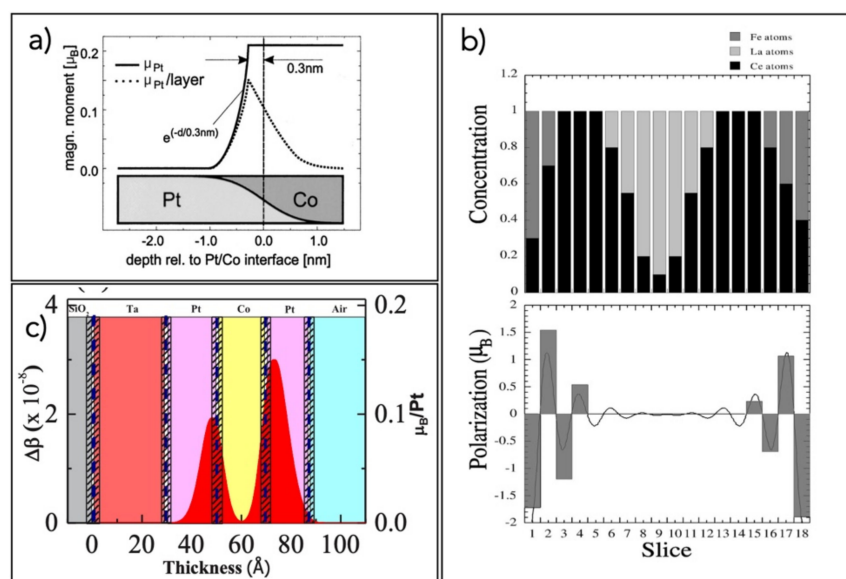 a)
magn. moment [μB]
0.2
0.1
0.0
μPt
μPt/layer
0.3nm
e(-d/0.3nm)
Pt
Co
-2.0
-1.0
0.0
1.0
depth rel. to Pt/Co interface [nm]
b)
Fe atoms
La atoms
Ce atoms
Concentration
1.2
1
0.8
0.6
0.4
0.2
0
Polarization (μB)
2
1.5
1
0.5
0
-0.5
-1
-1.5
-2
1 2 3 4 5 6 7 8 9 10 11 12 13 14 15 16 17 18
Slice
c)
SiO2 Ta Pt Co Pt Air
Δβ (x 10-8)
4
2
0
0.2
0.1
0.0
μB/Pt
0 20 40 60 80 100
Thickness (Å)